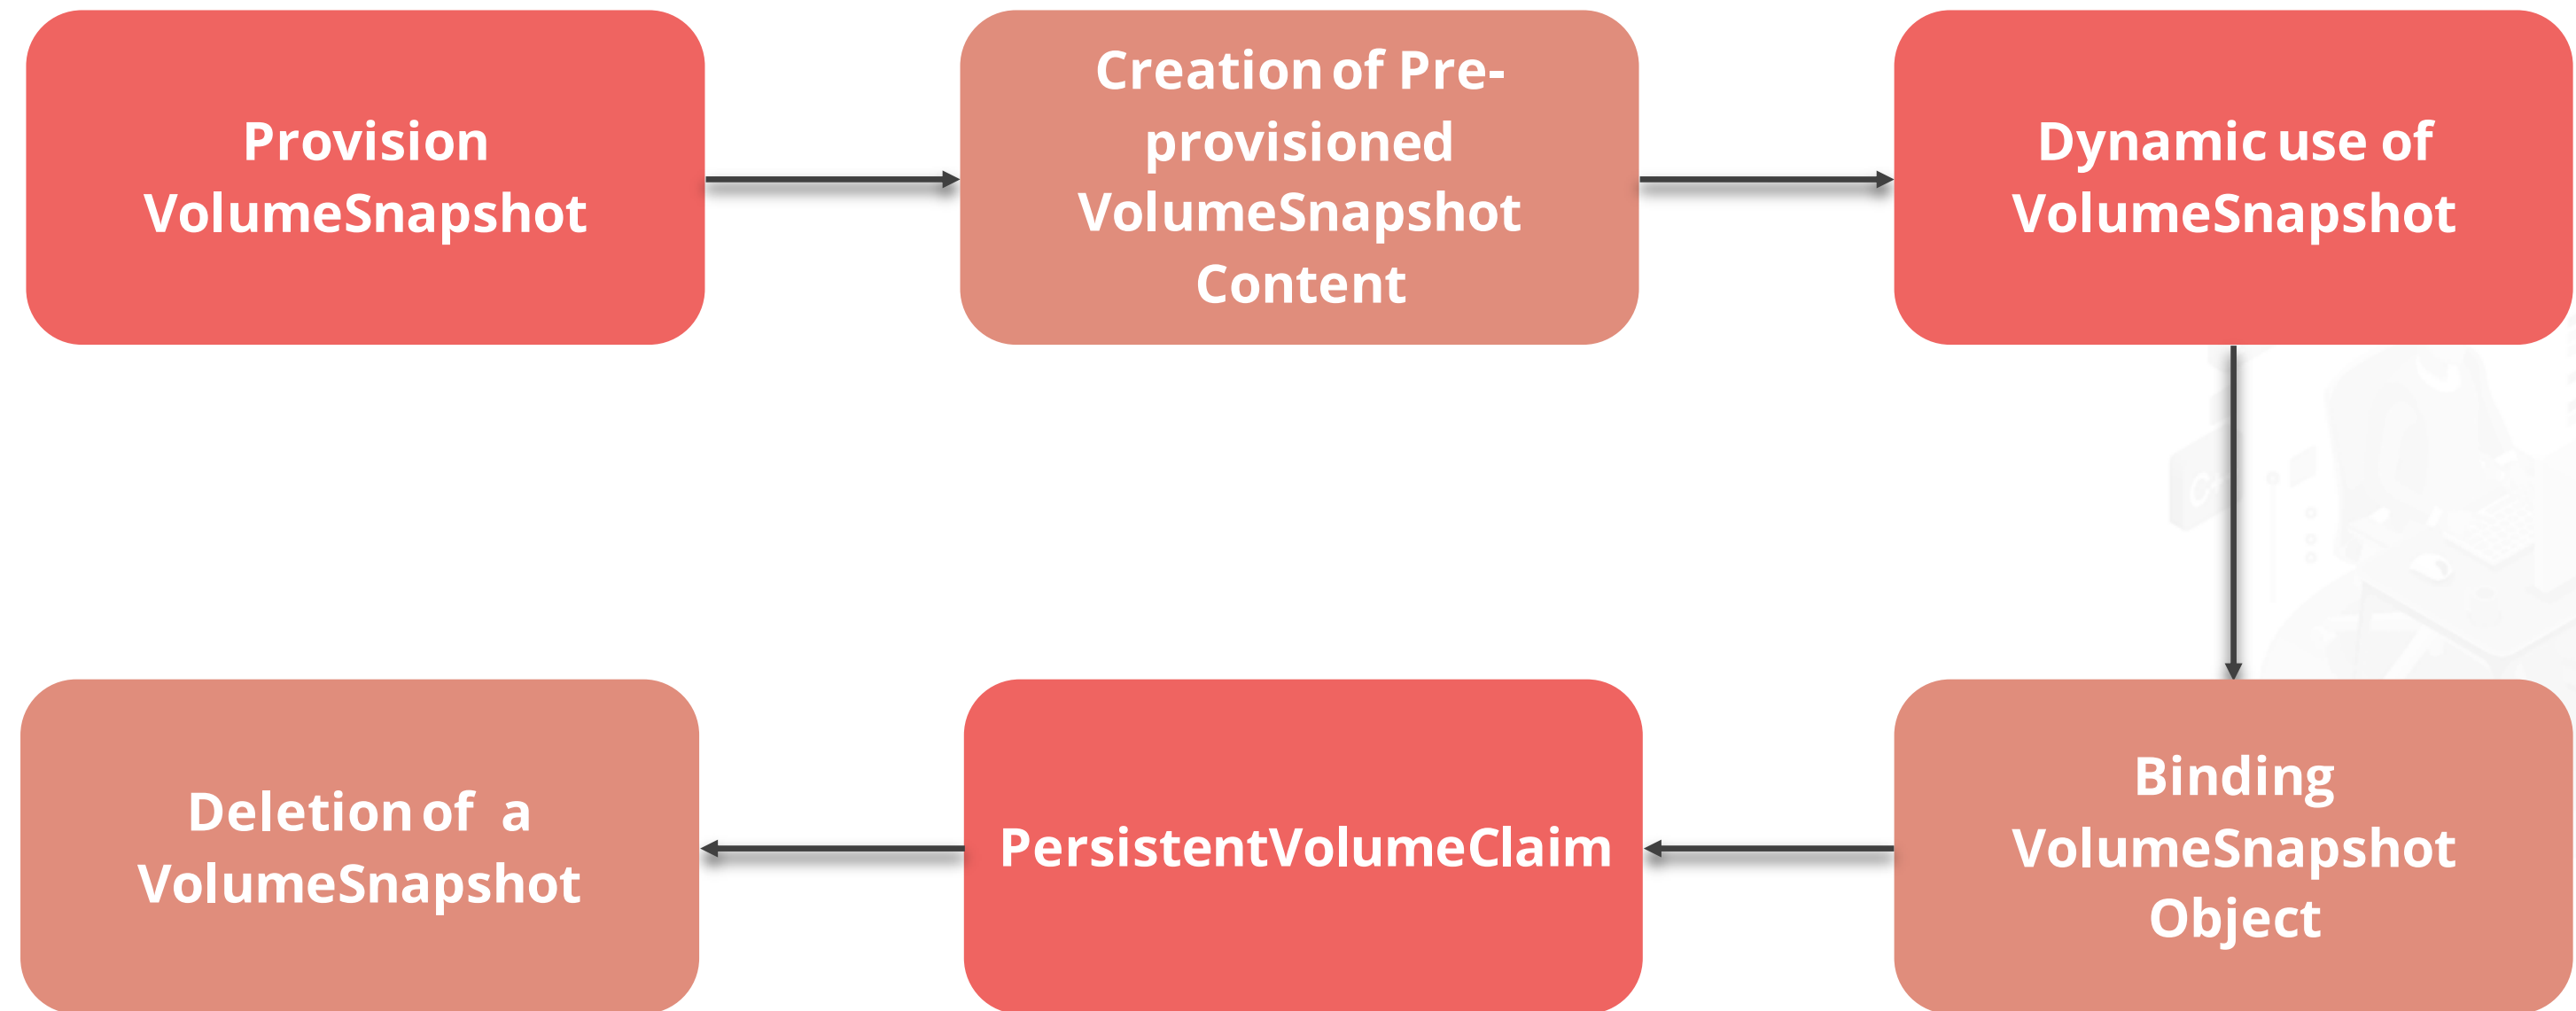 Provision
VolumeSnapshot
Creation of Pre-
provisioned
VolumeSnapshot
Content
Dynamic use of
VolumeSnapshot
Binding
VolumeSnapshot
Object
PersistentVolumeClaim
Deletion of a
VolumeSnapshot